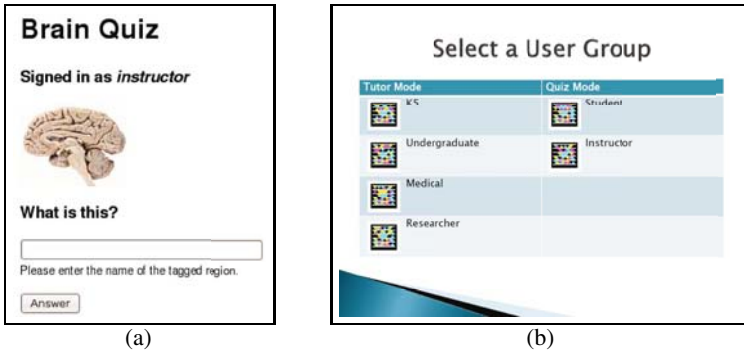 Brain Quiz
Signed in as instructor
What is this?
Please enter the name of the tagged region.
Answer
(a)
Select a User Group
Tutor Mode Quiz Mode
KS Student
Undergraduate Instructor
Medical
Researcher
(b)